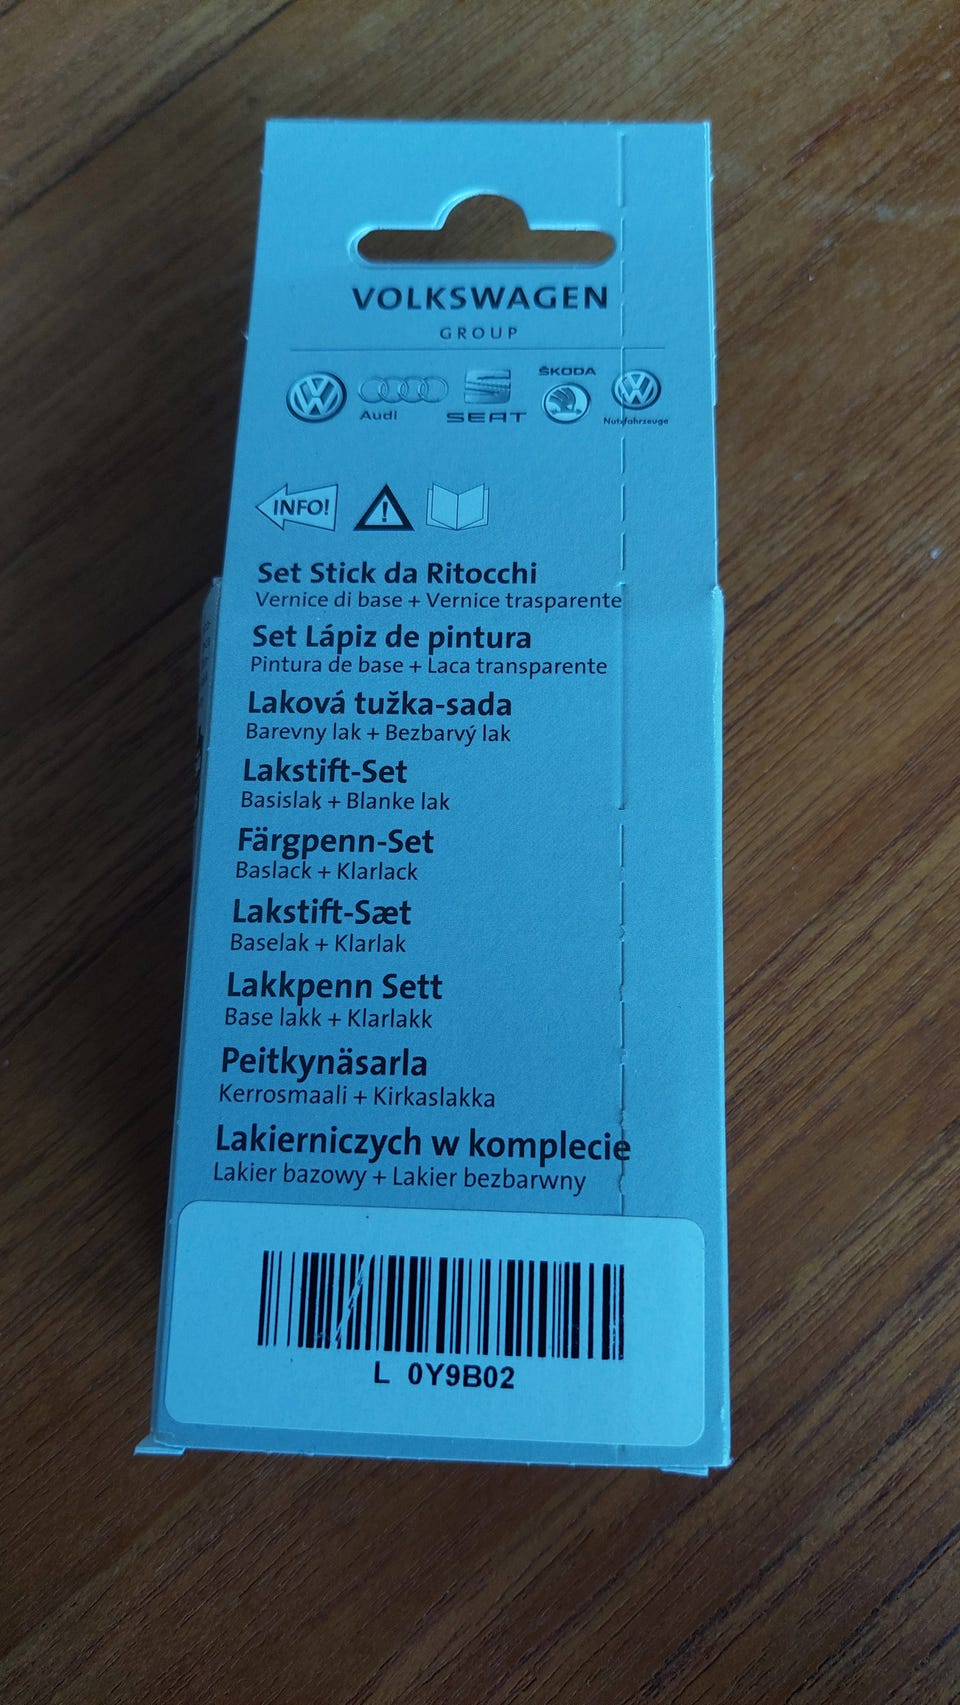 VOLKSWAGEN
GROUP
Audi
SEAT
ŠKODA
Nutzfahrzeuge
INFO!
Set Stick da Ritocchi
Vernice di base + Vernice trasparente
Set Lápiz de pintura
Pintura de base + Laca transparente
Laková tužka-sada
Barevny lak + Bezbarvý lak
Lakstift-Set
Basislak + Blanke lak
Färgpenn-Set
Baslack + Klarlack
Lakstift-Sæt
Baselak + Klarlak
Lakkpenn Sett
Base lakk + Klarlakk
Peitkynäsarla
Kerrosmaali + Kirkaslakka
Lakierniczych w komplecie
Lakier bazowy + Lakier bezbarwny
L 0Y9B02